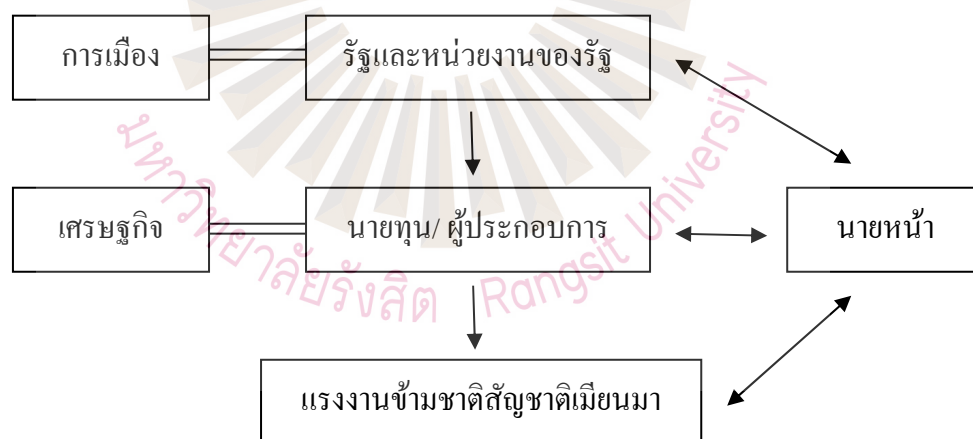 การเมือง
รัฐและหน่วยงานของรัฐ
เศรษฐกิจ
นายทุน/ ผู้ประกอบการ
นายหน้า
แรงงานข้ามชาติสัญชาติเมียนมา
มหาวิทยาลัยรังสิต Rangsit University